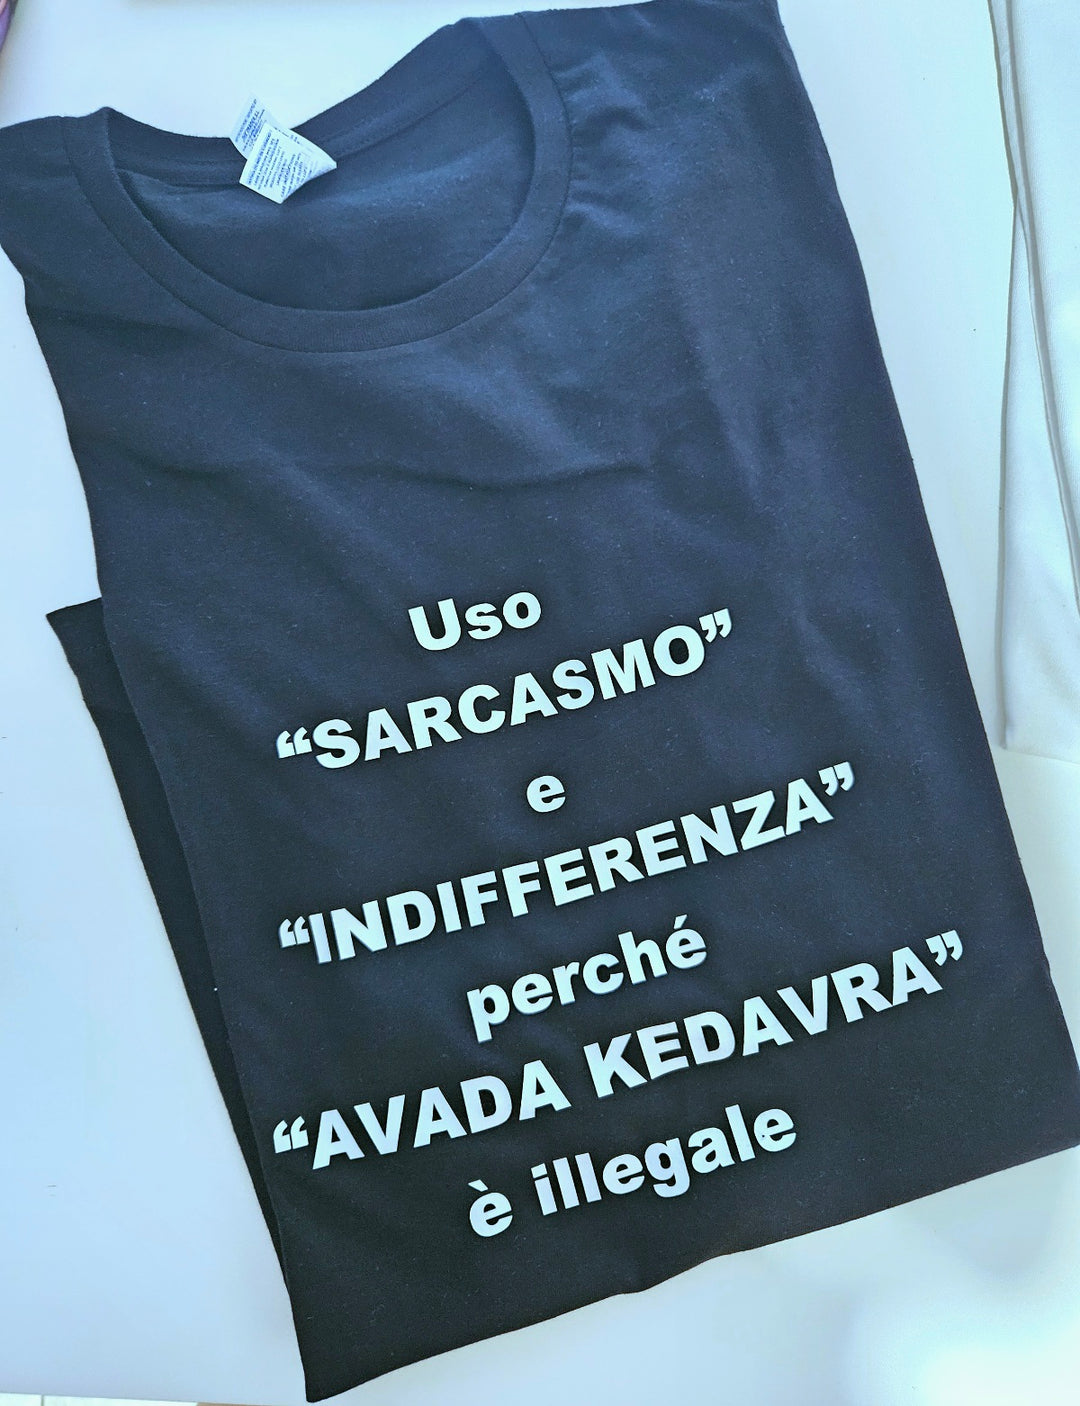 Uso
“SARCASMO”
e
“INDIFFERENZA”
perché
“AVADA KEDAVRA”
è illegale